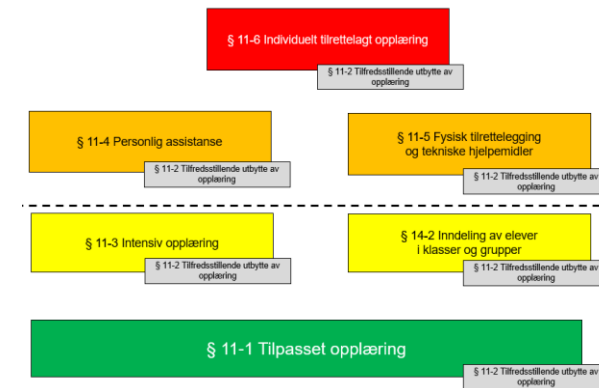 § 11-6 Individuelt tilrettelagt opplæring
§ 11-2 Tilfredsstillende utbytte av
opplæring
§ 11-4 Personlig assistanse
§ 11-2 Tilfredsstillende utbytte av
opplæring
§ 11-5 Fysisk tilrettelegging
og tekniske hjelpemidler
§ 11-2 Tilfredsstillende utbytte av
opplæring
§ 11-3 Intensiv opplæring
§ 11-2 Tilfredsstillende utbytte av
opplæring
§ 14-2 Inndeling av elever
i klasser og grupper
§ 11-2 Tilfredsstillende utbytte av
opplæring
§ 11-1 Tilpasset opplæring
§ 11-2 Tilfredsstillende utbytte av
opplæring